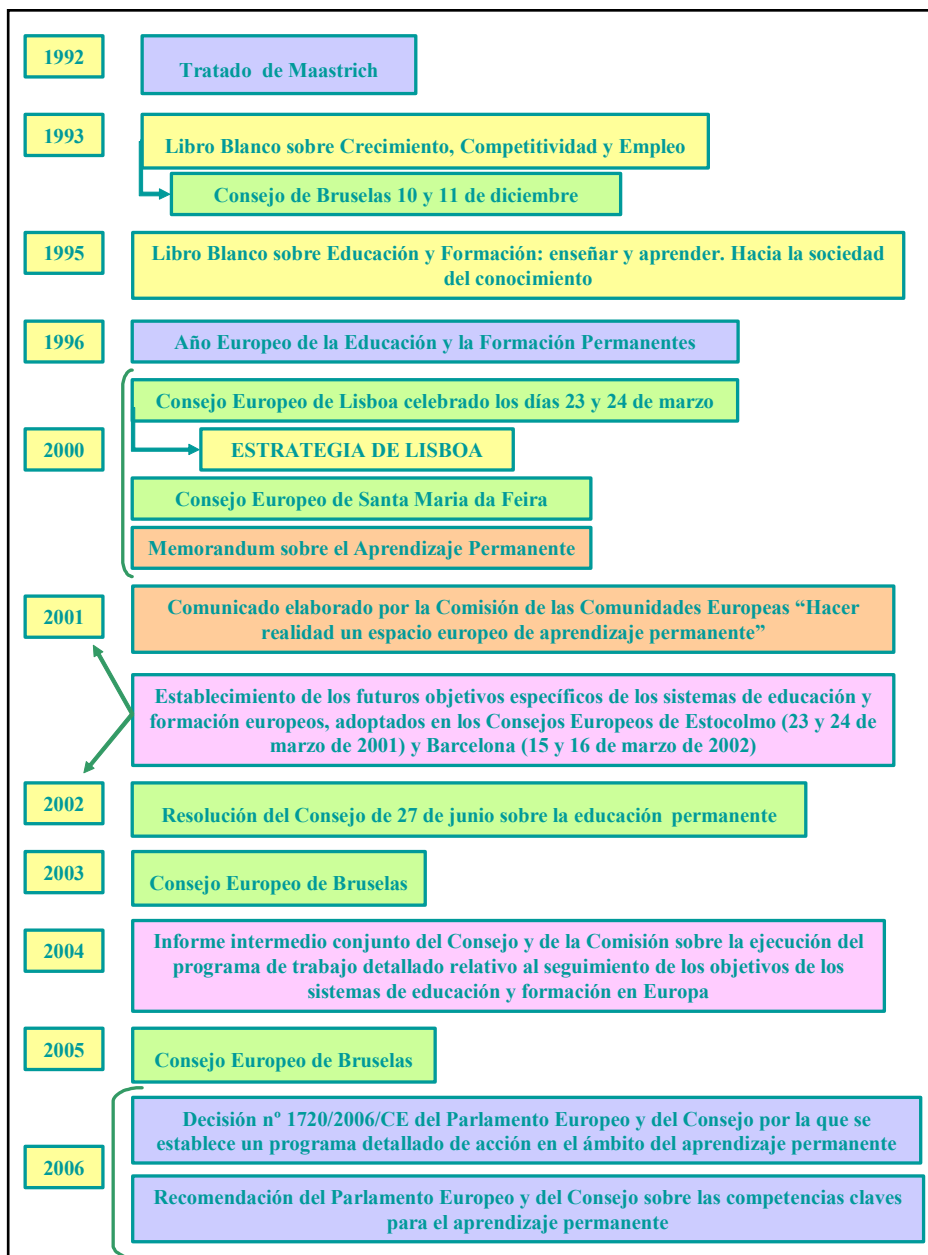 1992
Tratado de Maastrich
1993
Libro Blanco sobre Crecimiento, Competitividad y Empleo
Consejo de Bruselas 10 y 11 de diciembre
1995
Libro Blanco sobre Educación y Formación: enseñar y aprender. Hacia la sociedad
del conocimiento
1996
Año Europeo de la Educación y la Formación Permanentes
2000
Consejo Europeo de Lisboa celebrado los días 23 y 24 de marzo
ESTRATEGIA DE LISBOA
Consejo Europeo de Santa Maria da Feira
Memorandum sobre el Aprendizaje Permanente
2001
Comunicado elaborado por la Comisión de las Comunidades Europeas “Hacer
realidad un espacio europeo de aprendizaje permanente”
Establecimiento de los futuros objetivos específicos de los sistemas de educación y
formación europeos, adoptados en los Consejos Europeos de Estocolmo (23 y 24 de
marzo de 2001) y Barcelona (15 y 16 de marzo de 2002)
2002
Resolución del Consejo de 27 de junio sobre la educación permanente
2003
Consejo Europeo de Bruselas
2004
Informe intermedio conjunto del Consejo y de la Comisión sobre la ejecución del
programa de trabajo detallado relativo al seguimiento de los objetivos de los
sistemas de educación y formación en Europa
2005
Consejo Europeo de Bruselas
2006
Decisión nº 1720/2006/CE del Parlamento Europeo y del Consejo por la que se
establece un programa detallado de acción en el ámbito del aprendizaje permanente
Recomendación del Parlamento Europeo y del Consejo sobre las competencias claves
para el aprendizaje permanente